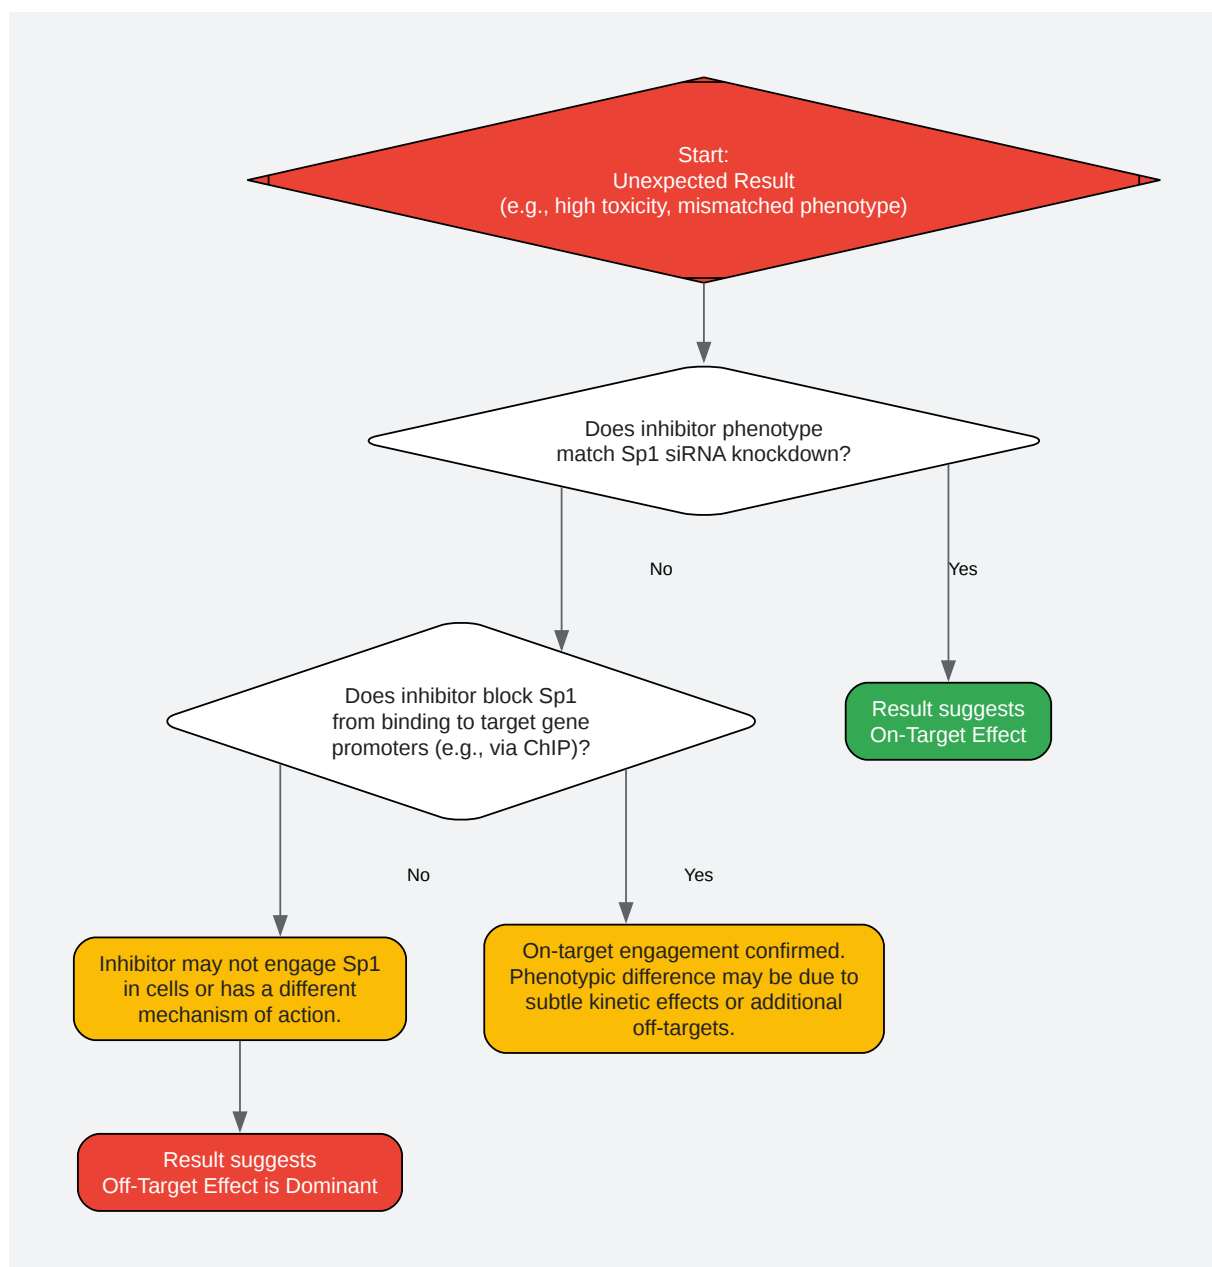 Start:
Unexpected Result
(e.g., high toxicity, mismatched phenotype)
Does inhibitor phenotype
match Sp1 siRNA knockdown?
No
Yes
Does inhibitor block Sp1
from binding to target gene
promoters (e.g., via ChIP)?
Result suggests
On-Target Effect
No
Yes
Inhibitor may not engage Sp1
in cells or has a different
mechanism of action.
On-target engagement confirmed.
Phenotypic difference may be due to
subtle kinetic effects or additional
off-targets.
Result suggests
Off-Target Effect is Dominant